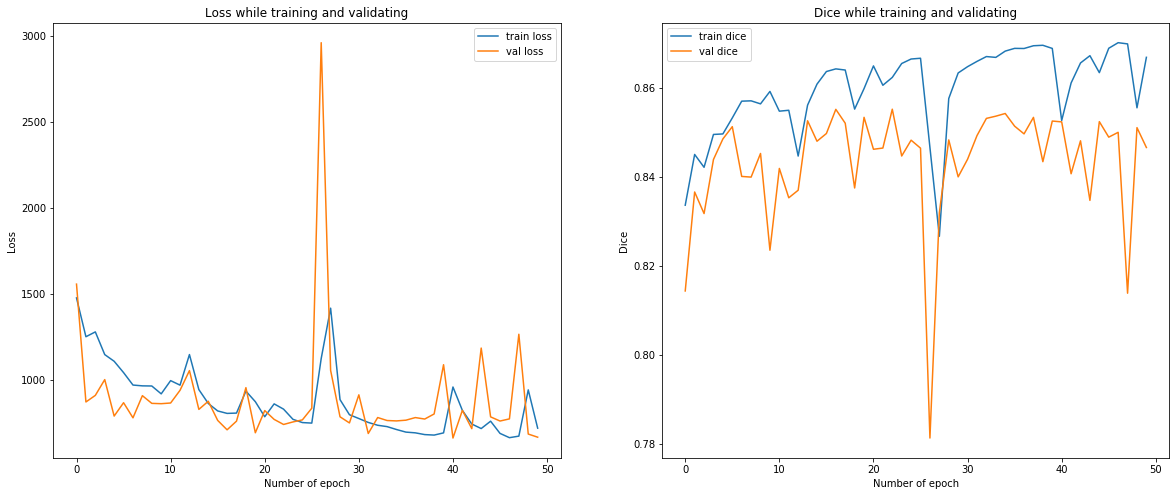 Loss while training and validating
train loss
val loss
3000
2500
2000
1500
1000
Loss
0
10
20
30
40
50
Number of epoch
Dice while training and validating
train dice
val dice
0.86
0.84
0.82
0.80
0.78
Dice
0
10
20
30
40
50
Number of epoch